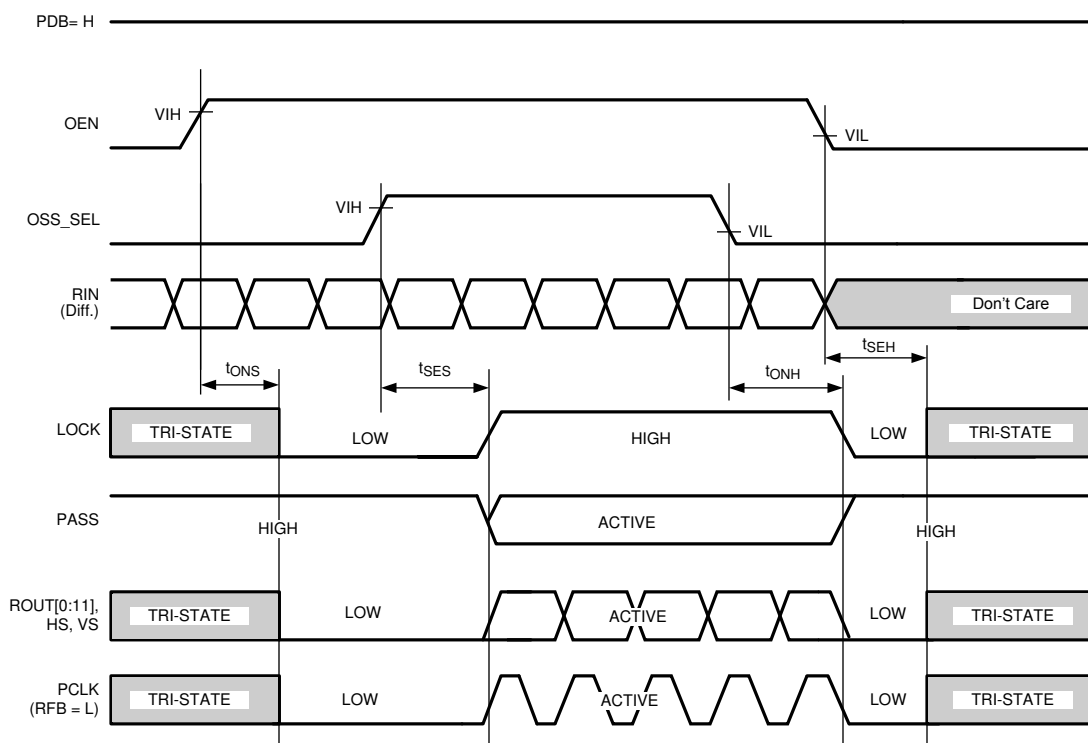 PDB= H
OEN
VIH
VIL
OSS_SEL
VIH
VIL
RIN
(Diff.)
Don't Care
tONS
tSES
tONH
tSEH
LOCK
TRI-STATE
LOW
HIGH
LOW
TRI-STATE
PASS
HIGH
ACTIVE
HIGH
ROUT[0:11],
HS, VS
TRI-STATE
LOW
ACTIVE
LOW
TRI-STATE
PCLK
(RFB = L)
TRI-STATE
LOW
ACTIVE
LOW
TRI-STATE